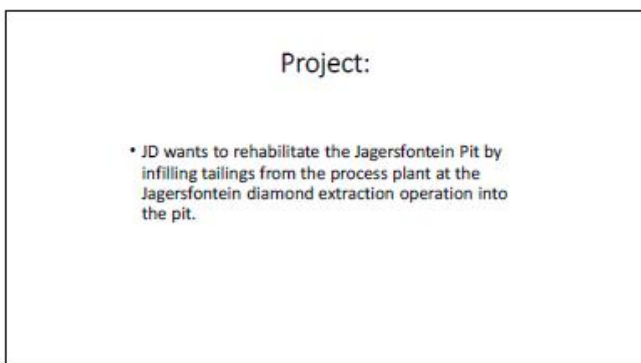 Project:
• JD wants to rehabilitate the Jagersfontein Pit by
infilling tailings from the process plant at the
Jagersfontein diamond extraction operation into
the pit.